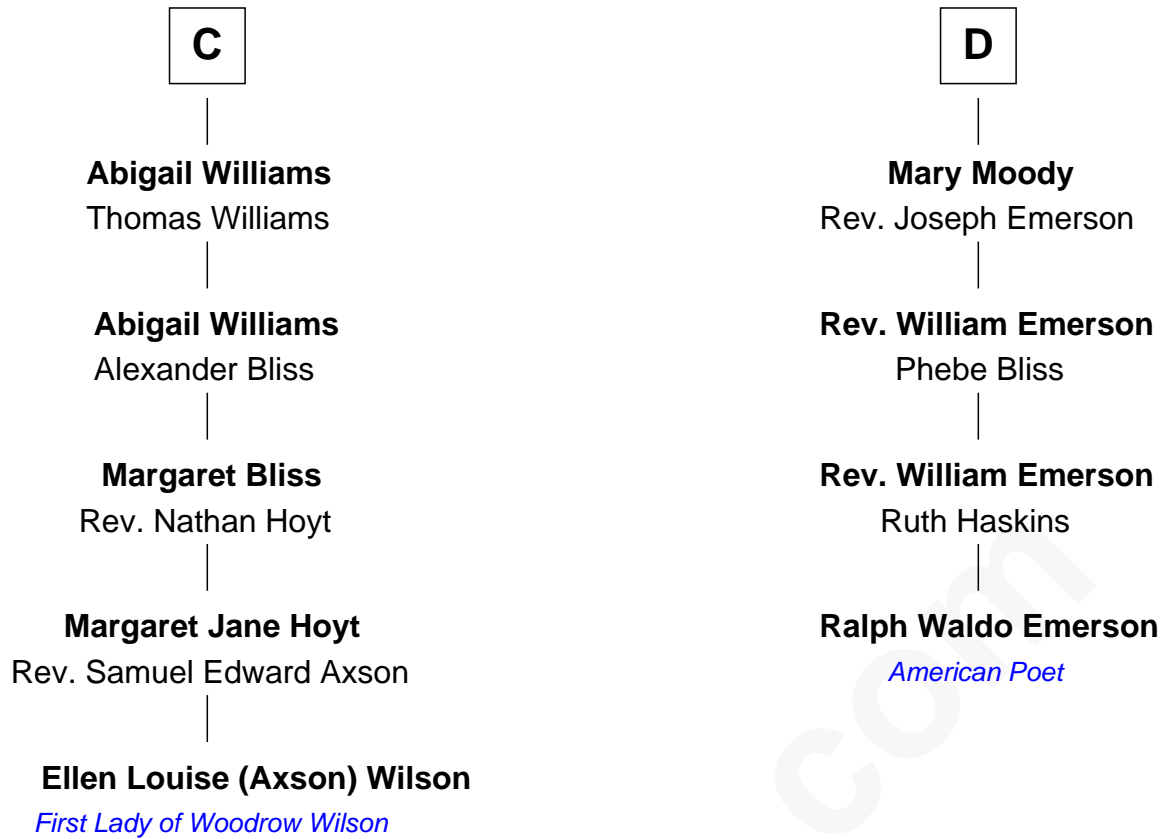 C
Abigail Williams
Thomas Williams
Abigail Williams
Alexander Bliss
Margaret Bliss
Rev. Nathan Hoyt
Margaret Jane Hoyt
Rev. Samuel Edward Axson
Ellen Louise (Axson) Wilson
First Lady of Woodrow Wilson
D
Mary Moody
Rev. Joseph Emerson
Rev. William Emerson
Phebe Bliss
Rev. William Emerson
Ruth Haskins
Ralph Waldo Emerson
American Poet
com